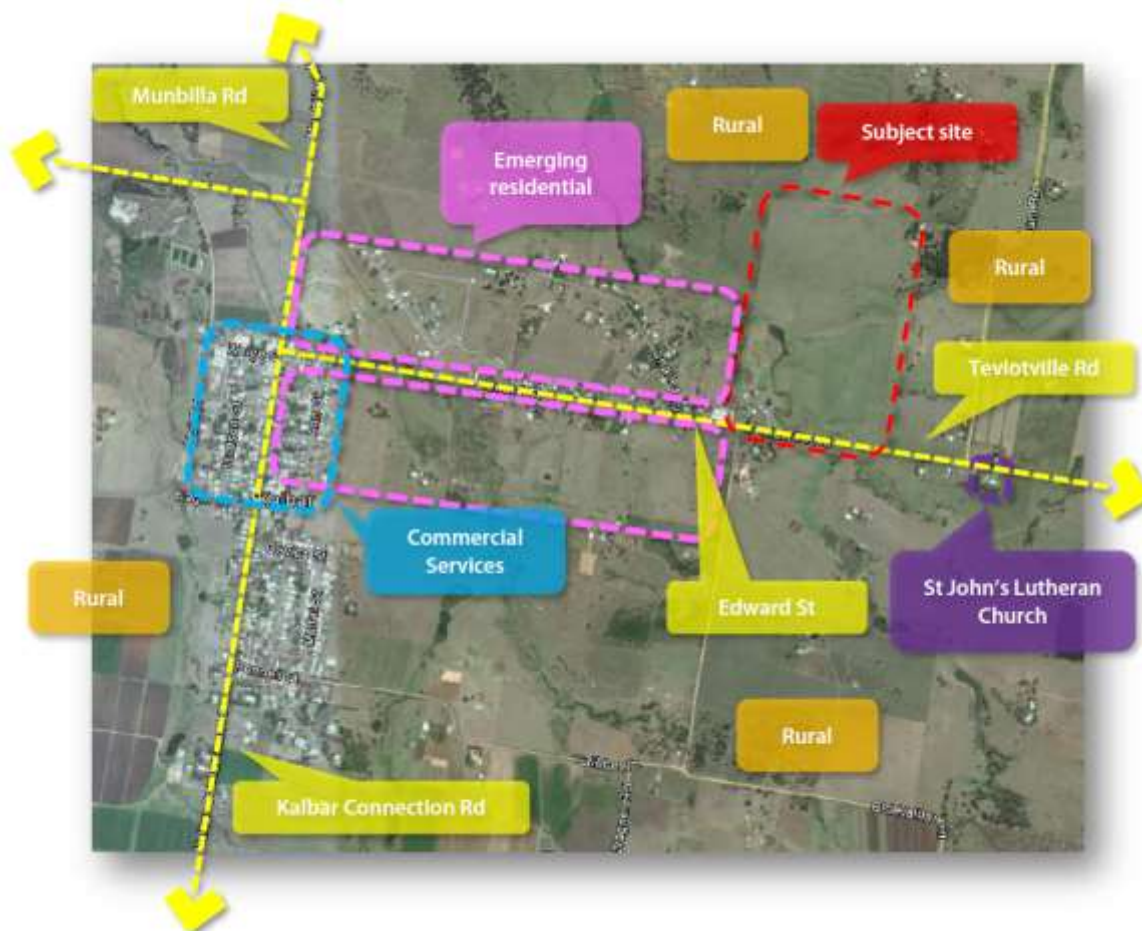 Munbilla Rd
Rural
Subject site
Emerging
residential
Rural
Teviotville Rd
Kalbar
Commercial
Services
Rural
Edward St
St John's Lutheran
Church
Rural
Kalbar Connection Rd